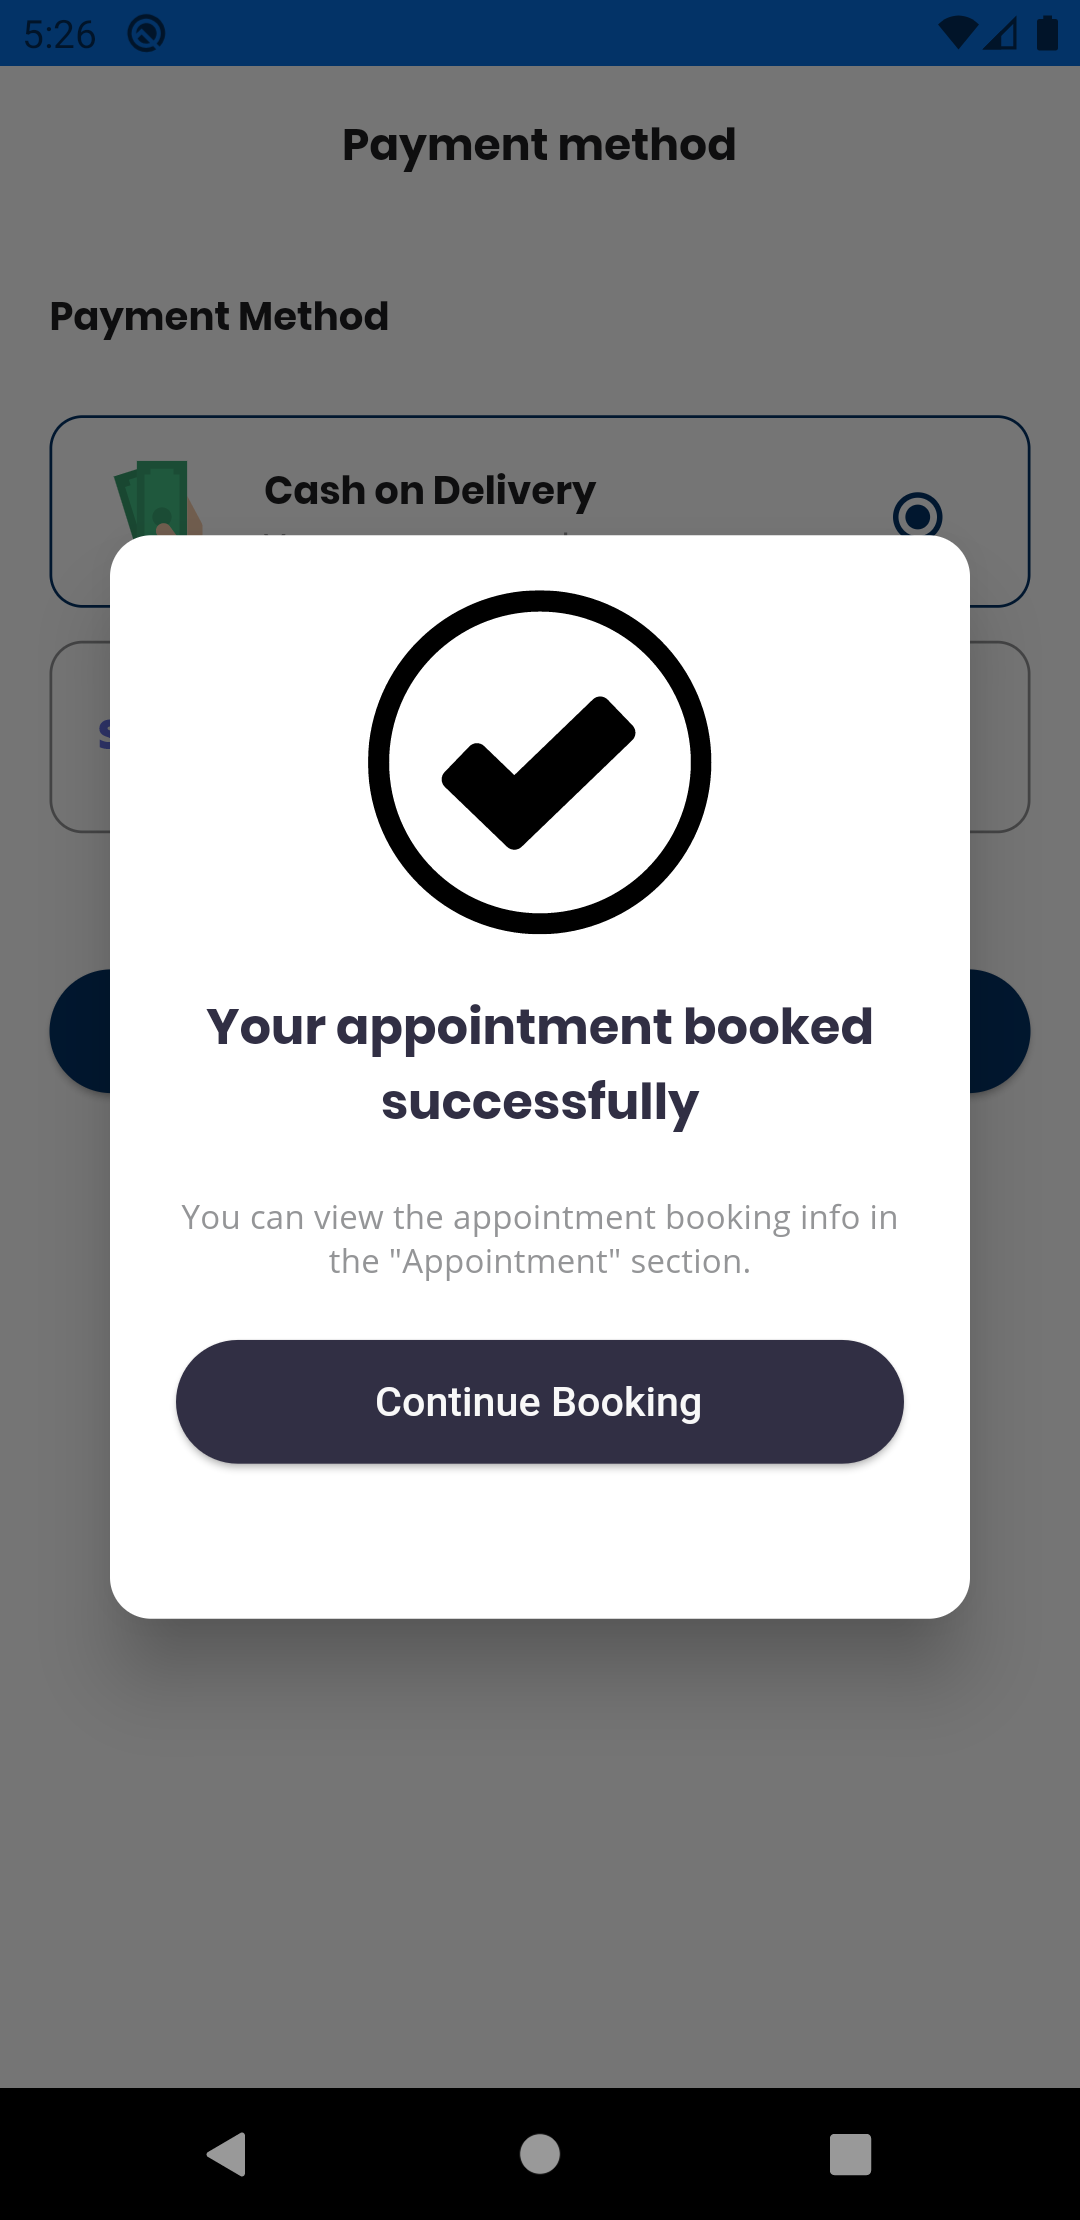 5:26
Payment method
Payment Method
Cash on Delivery
Your appointment booked
successfully
You can view the appointment booking info in
the "Appointment" section.
Continue Booking